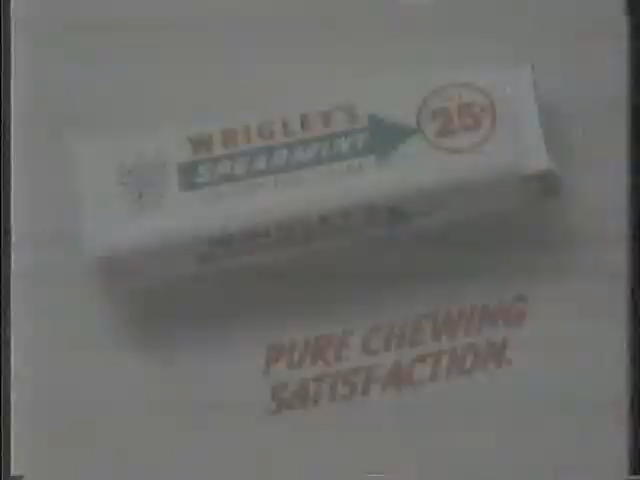 WRIGLEY'S
SPEARMINT
25¢
PURE CHEWING
SATISFACTION.